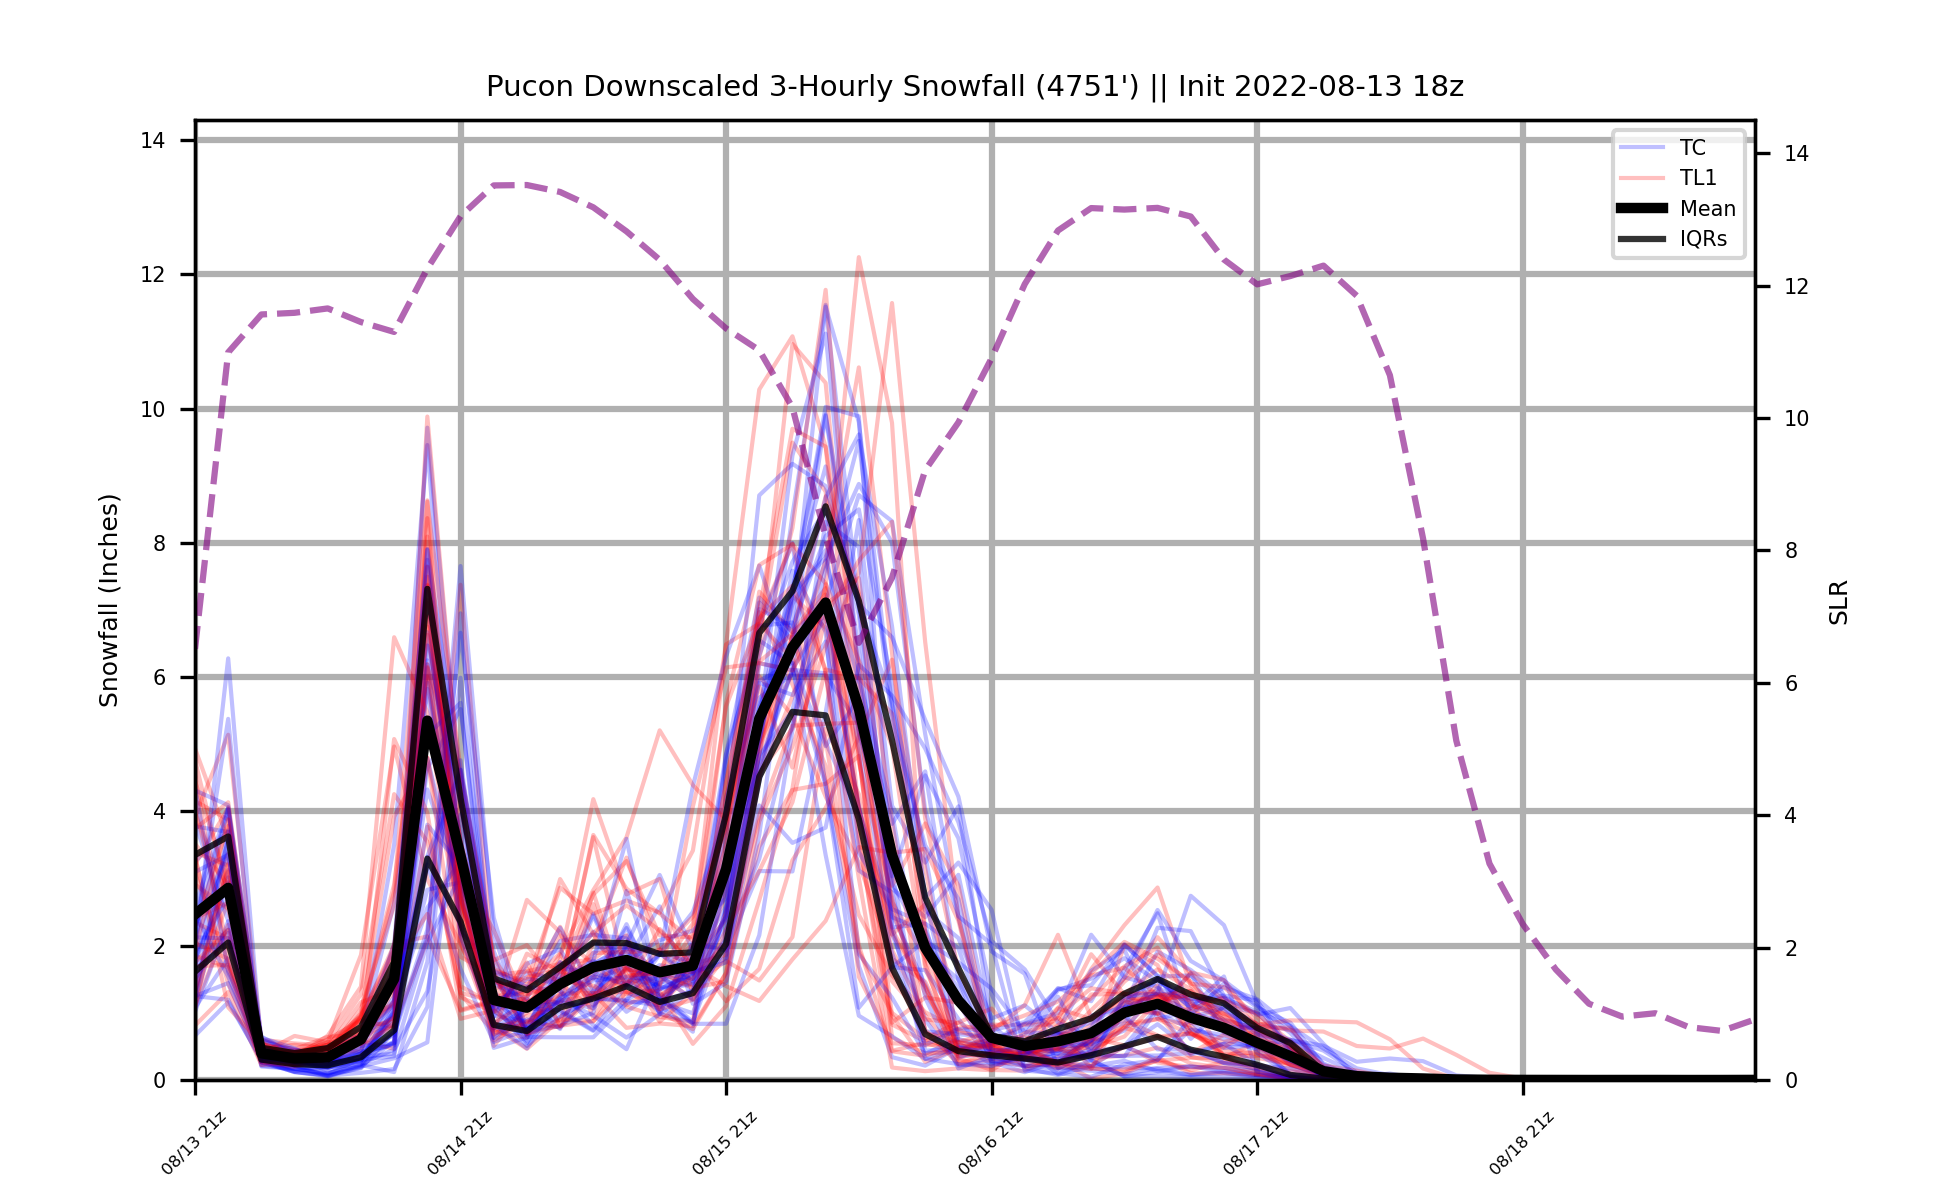 Pucon Downscaled 3-Hourly Snowfall (4751') || Init 2022-08-13 18z
TC
TL1
Mean
IQRs
Snowfall (Inches)
14
12
10
8
6
4
2
0
SLR
14
12
10
8
6
4
2
0
08/13 21z
08/14 21z
08/15 21z
08/16 21z
08/17 21z
08/18 21z